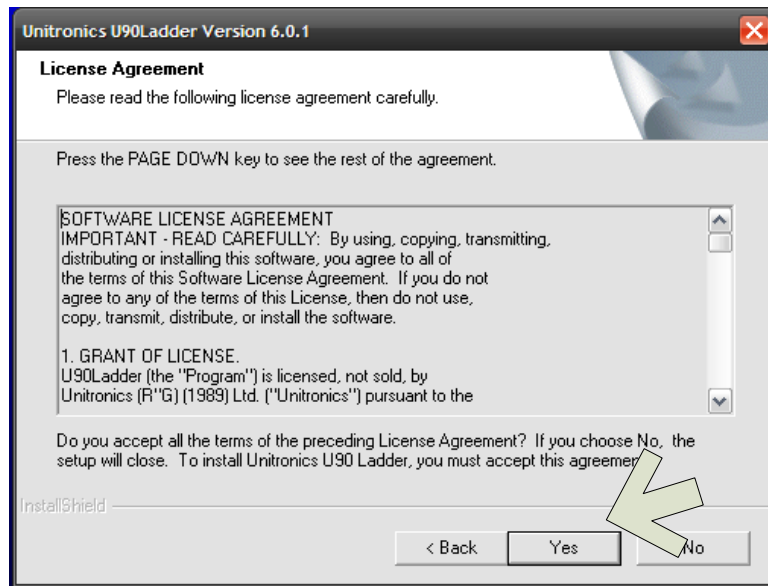 Unitronics U90Ladder Version 6.0.1
License Agreement
Please read the following license agreement carefully.
Press the PAGE DOWN key to see the rest of the agreement.
SOFTWARE LICENSE AGREEMENT
IMPORTANT - READ CAREFULLY:  By using, copying, transmitting,
distributing or installing this software, you agree to all of
the terms of this Software License Agreement.  If you do not
agree to any of the terms of this License, then do not use,
copy, transmit, distribute, or install the software.
1. GRANT OF LICENSE.
U90Ladder (the "Program") is licensed, not sold, by
Unitronics (R"G) (1989) Ltd. ("Unitronics") pursuant to the
Do you accept all the terms of the preceding License Agreement?  If you choose No,  the
setup will close.  To install Unitronics U90 Ladder, you must accept this agreemen
InstallShield
< Back
Yes
No